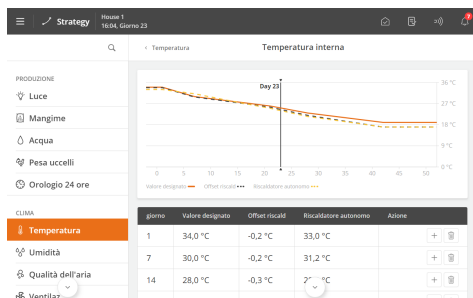 Strategy
House 1
16:04, Giorno 23
7
Temperatura
Temperatura interna
PRODUZIONE
Luce
Mangime
Acqua
Pesa uccelli
Orologio 24 ore
CLIMA
Temperatura
Umidità
Qualità dell'aria
Day 23
36 °C
27 °C
18 °C
9 °C
0 °C
0 5 10 15 20 25 30 35 40 45 50
Valore designato Offset riscald Riscaldatore autonomo
giorno Valore designato Offset riscald Riscaldatore autonomo Azione
1 34,0 °C -0,2 °C 33,0 °C +
7 30,0 °C -0,2 °C 31,2 °C +
14 28,0 °C -0,3 °C +